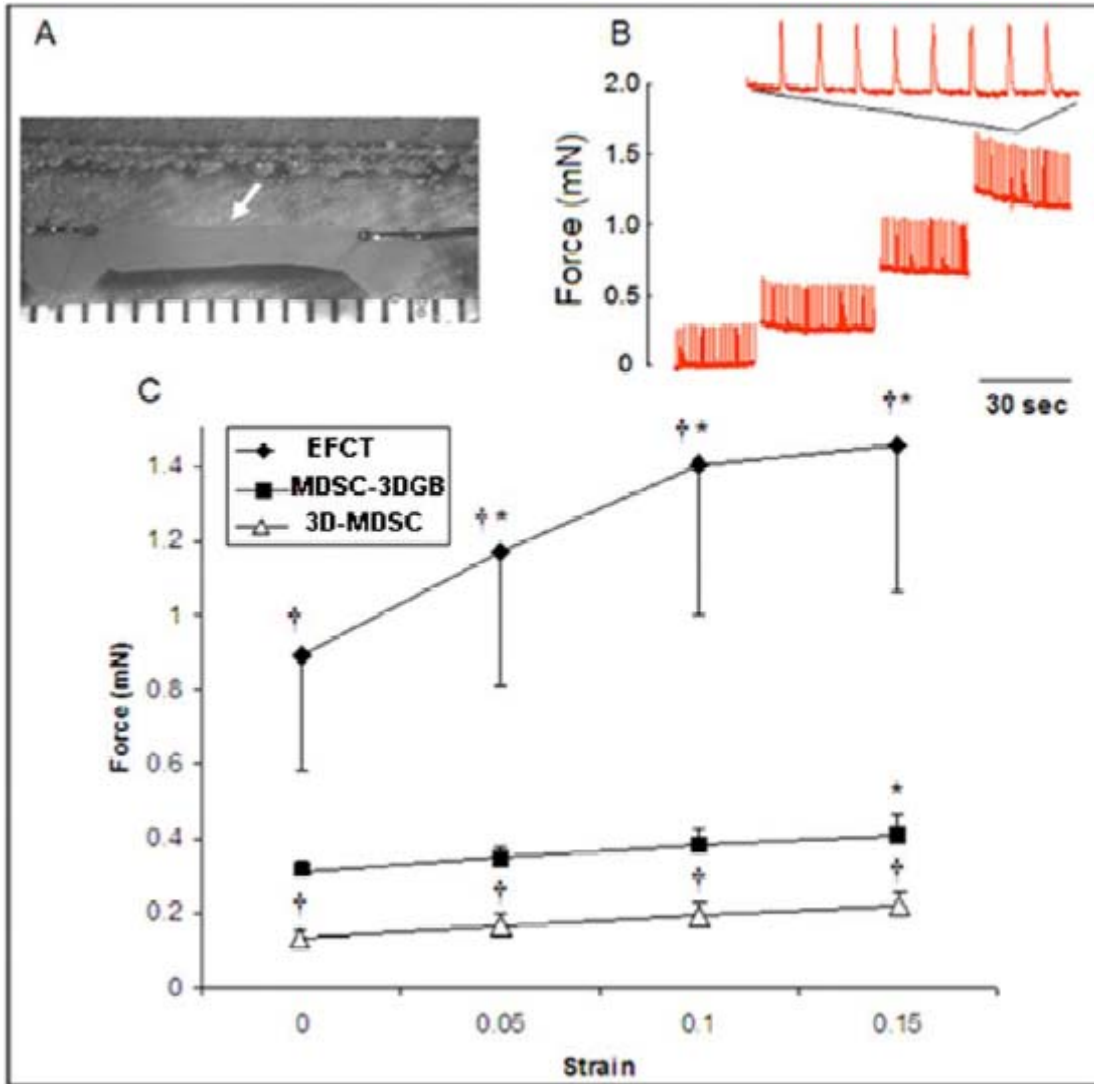 A
B
2.0
1.5
1.0
0.5
0
Force (mN)
30 sec
C
EFCT
MDSC-3DGB
3D-MDSC
†
†*
†*
†*
*
†
†
†
†
1.4
1.2
1
0.8
0.6
0.4
0.2
0
Force (mN)
0
0.05
0.1
0.15
Strain